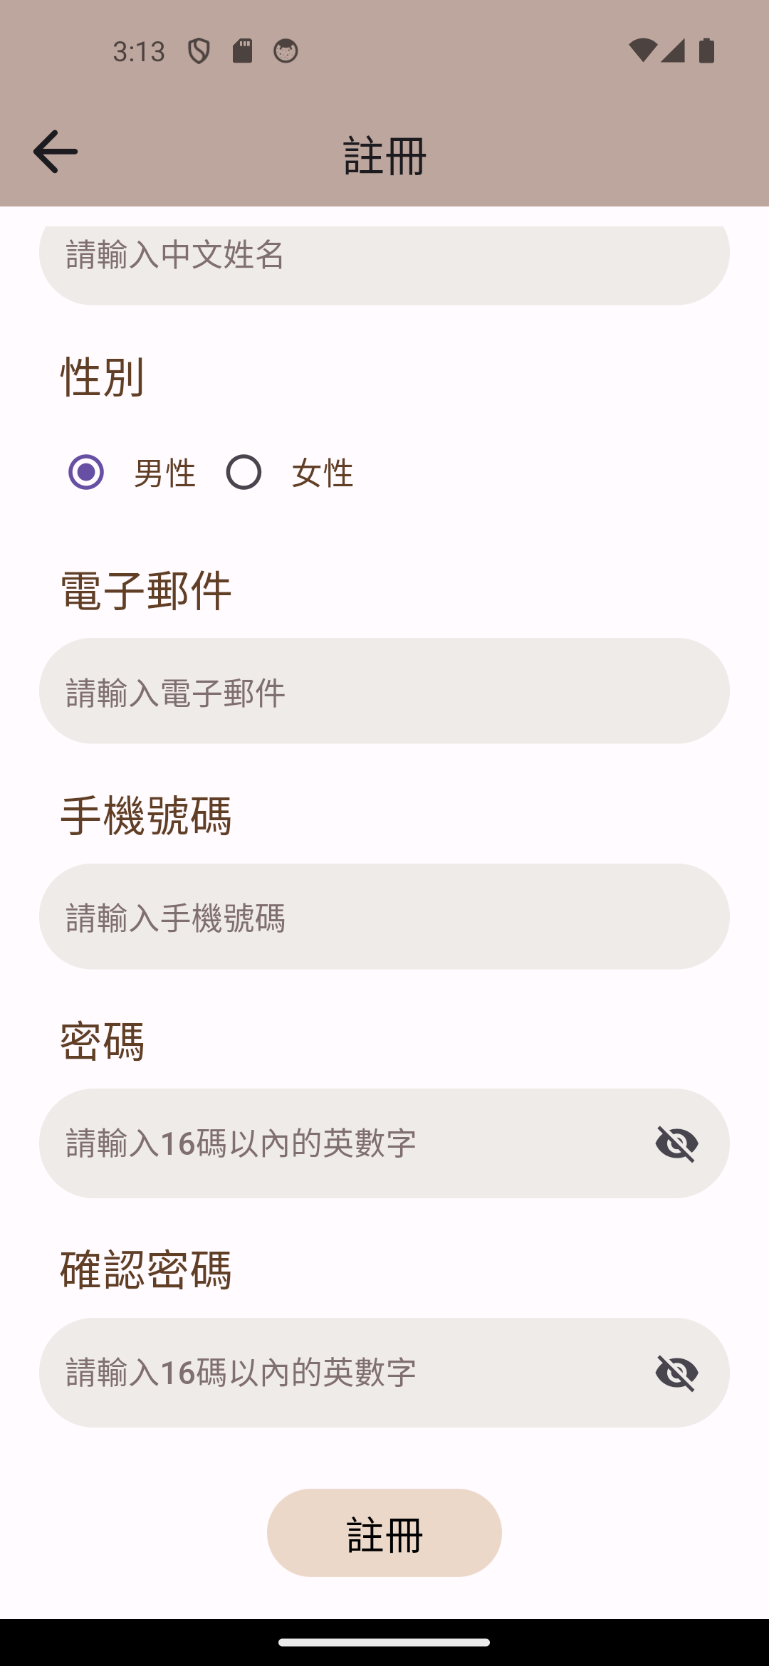 3:13
註冊
請輸入中文姓名
性別
男性 女性
電子郵件
請輸入電子郵件
手機號碼
請輸入手機號碼
密碼
請輸入16碼以內的英數字
確認密碼
請輸入16碼以內的英數字
註冊